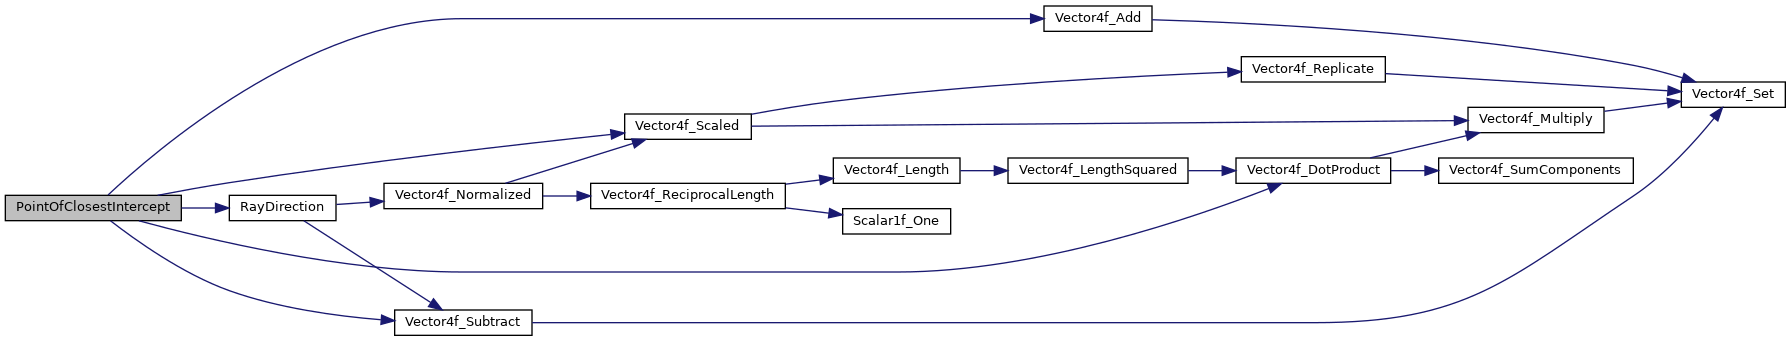 Vector4f_Add
Vector4f_Replicate
Vector4f_Set
Vector4f_Scaled
Vector4f_Multiply
Vector4f_Length
Vector4f_LengthSquared
Vector4f_DotProduct
Vector4f_SumComponents
Vector4f_Normalized
Vector4f_ReciprocalLength
PointOfClosestIntercept
RayDirection
Scalar1f_One
Vector4f_Subtract